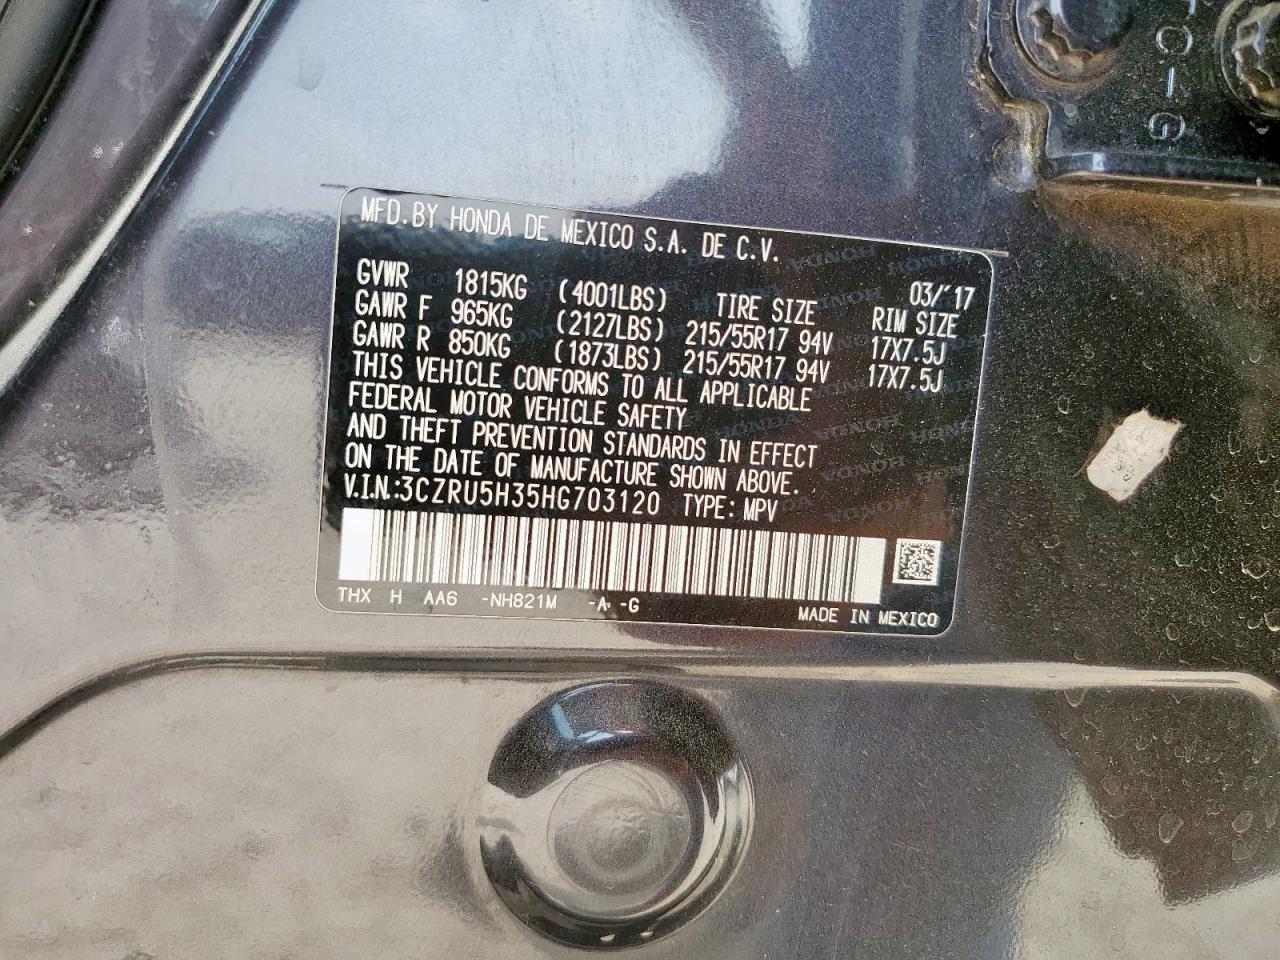 TC-G
MFD.BY HONDA DE MEXICO S.A. DE C.V.
03/'17
GVWR 1815KG (4001LBS) TIRE SIZE RIM SIZE
GAWR F 965KG (2127LBS) 215/55R17 94V 17X7.5J
GAWR R 850KG (1873LBS) 215/55R17 94V 17X7.5J
THIS VEHICLE CONFORMS TO ALL APPLICABLE
FEDERAL MOTOR VEHICLE SAFETY
AND THEFT PREVENTION STANDARDS IN EFFECT
ON THE DATE OF MANUFACTURE SHOWN ABOVE.
V.I.N.:3CZRU5H35HG703120 TYPE: MPV
THX H AA6 -NH821M -A -G
MADE IN MEXICO